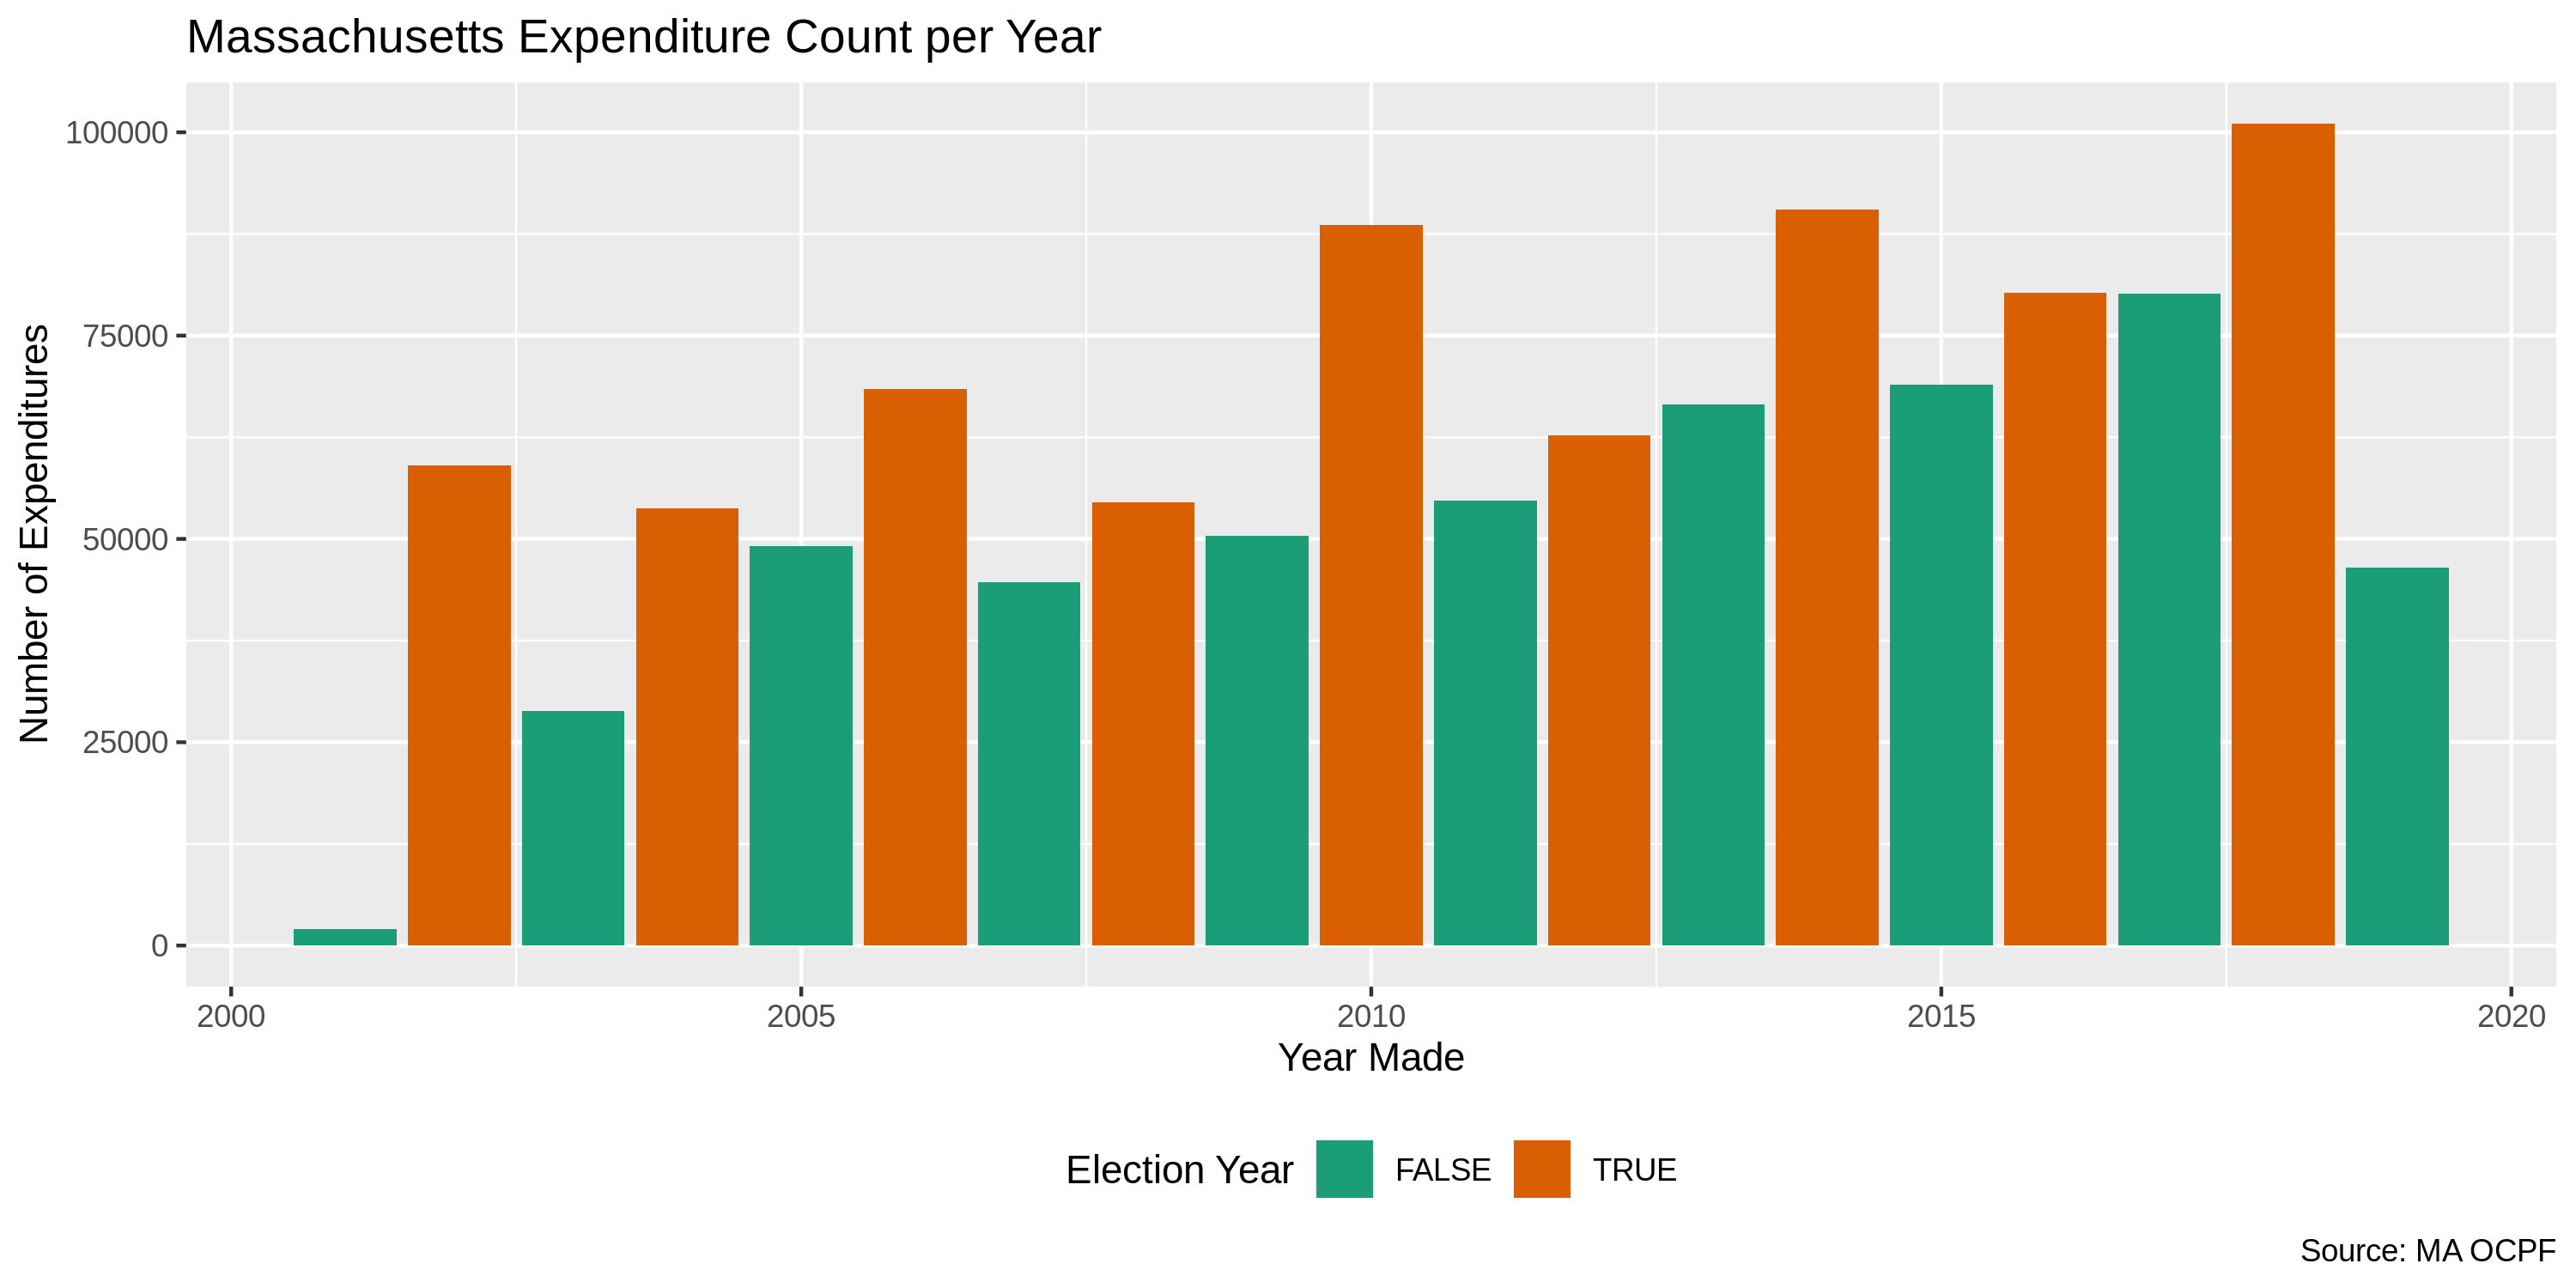 Massachusetts Expenditure Count per Year
Number of Expenditures
100000
75000
50000
25000
0
2000 2005 2010 2015 2020
Year Made
Election Year FALSE TRUE
Source: MA OCPF